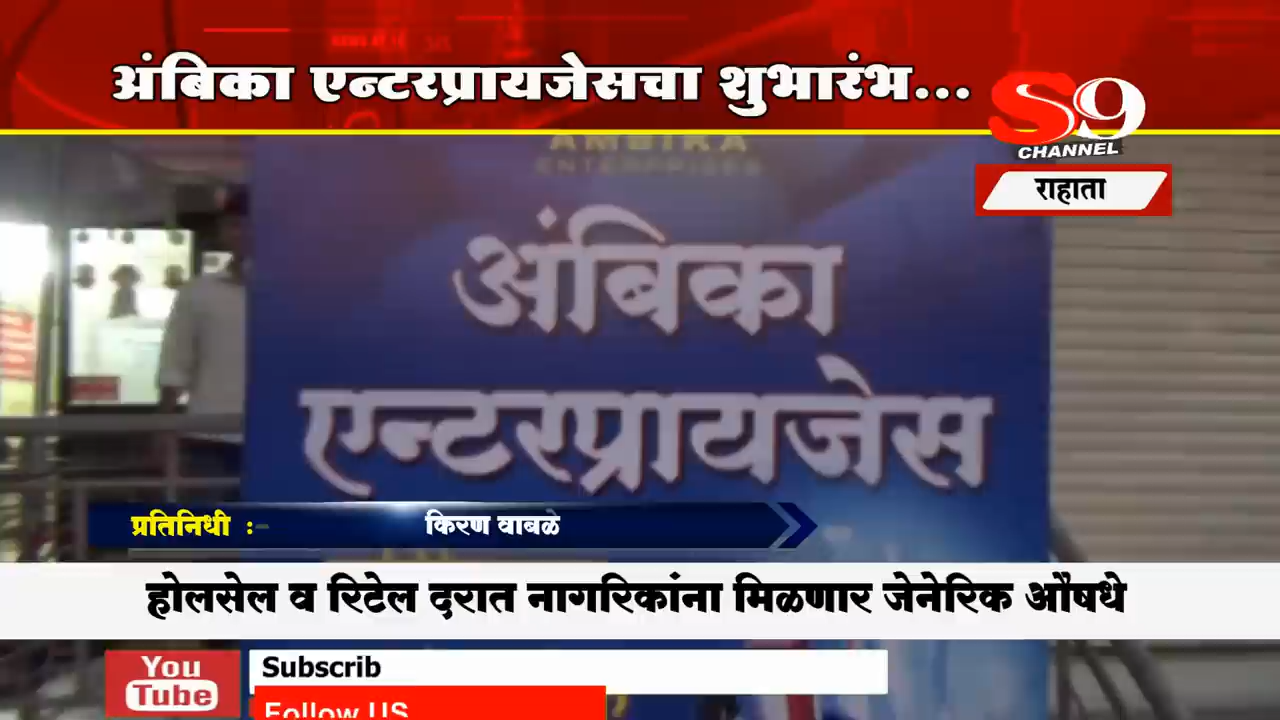 अंबिका एन्टरप्रायजेसचा शुभारंभ...
S9
CHANNEL
राहाता
AMBIKA
ENTERPRISES
अंबिका
एन्टरप्रायजेस
प्रतिनिधी :- किरण वाबळे
होलसेल व रिटेल दरात नागरिकांना मिळणार जेनेरिक औषधे
You
Tube
Subscrib
Follow US